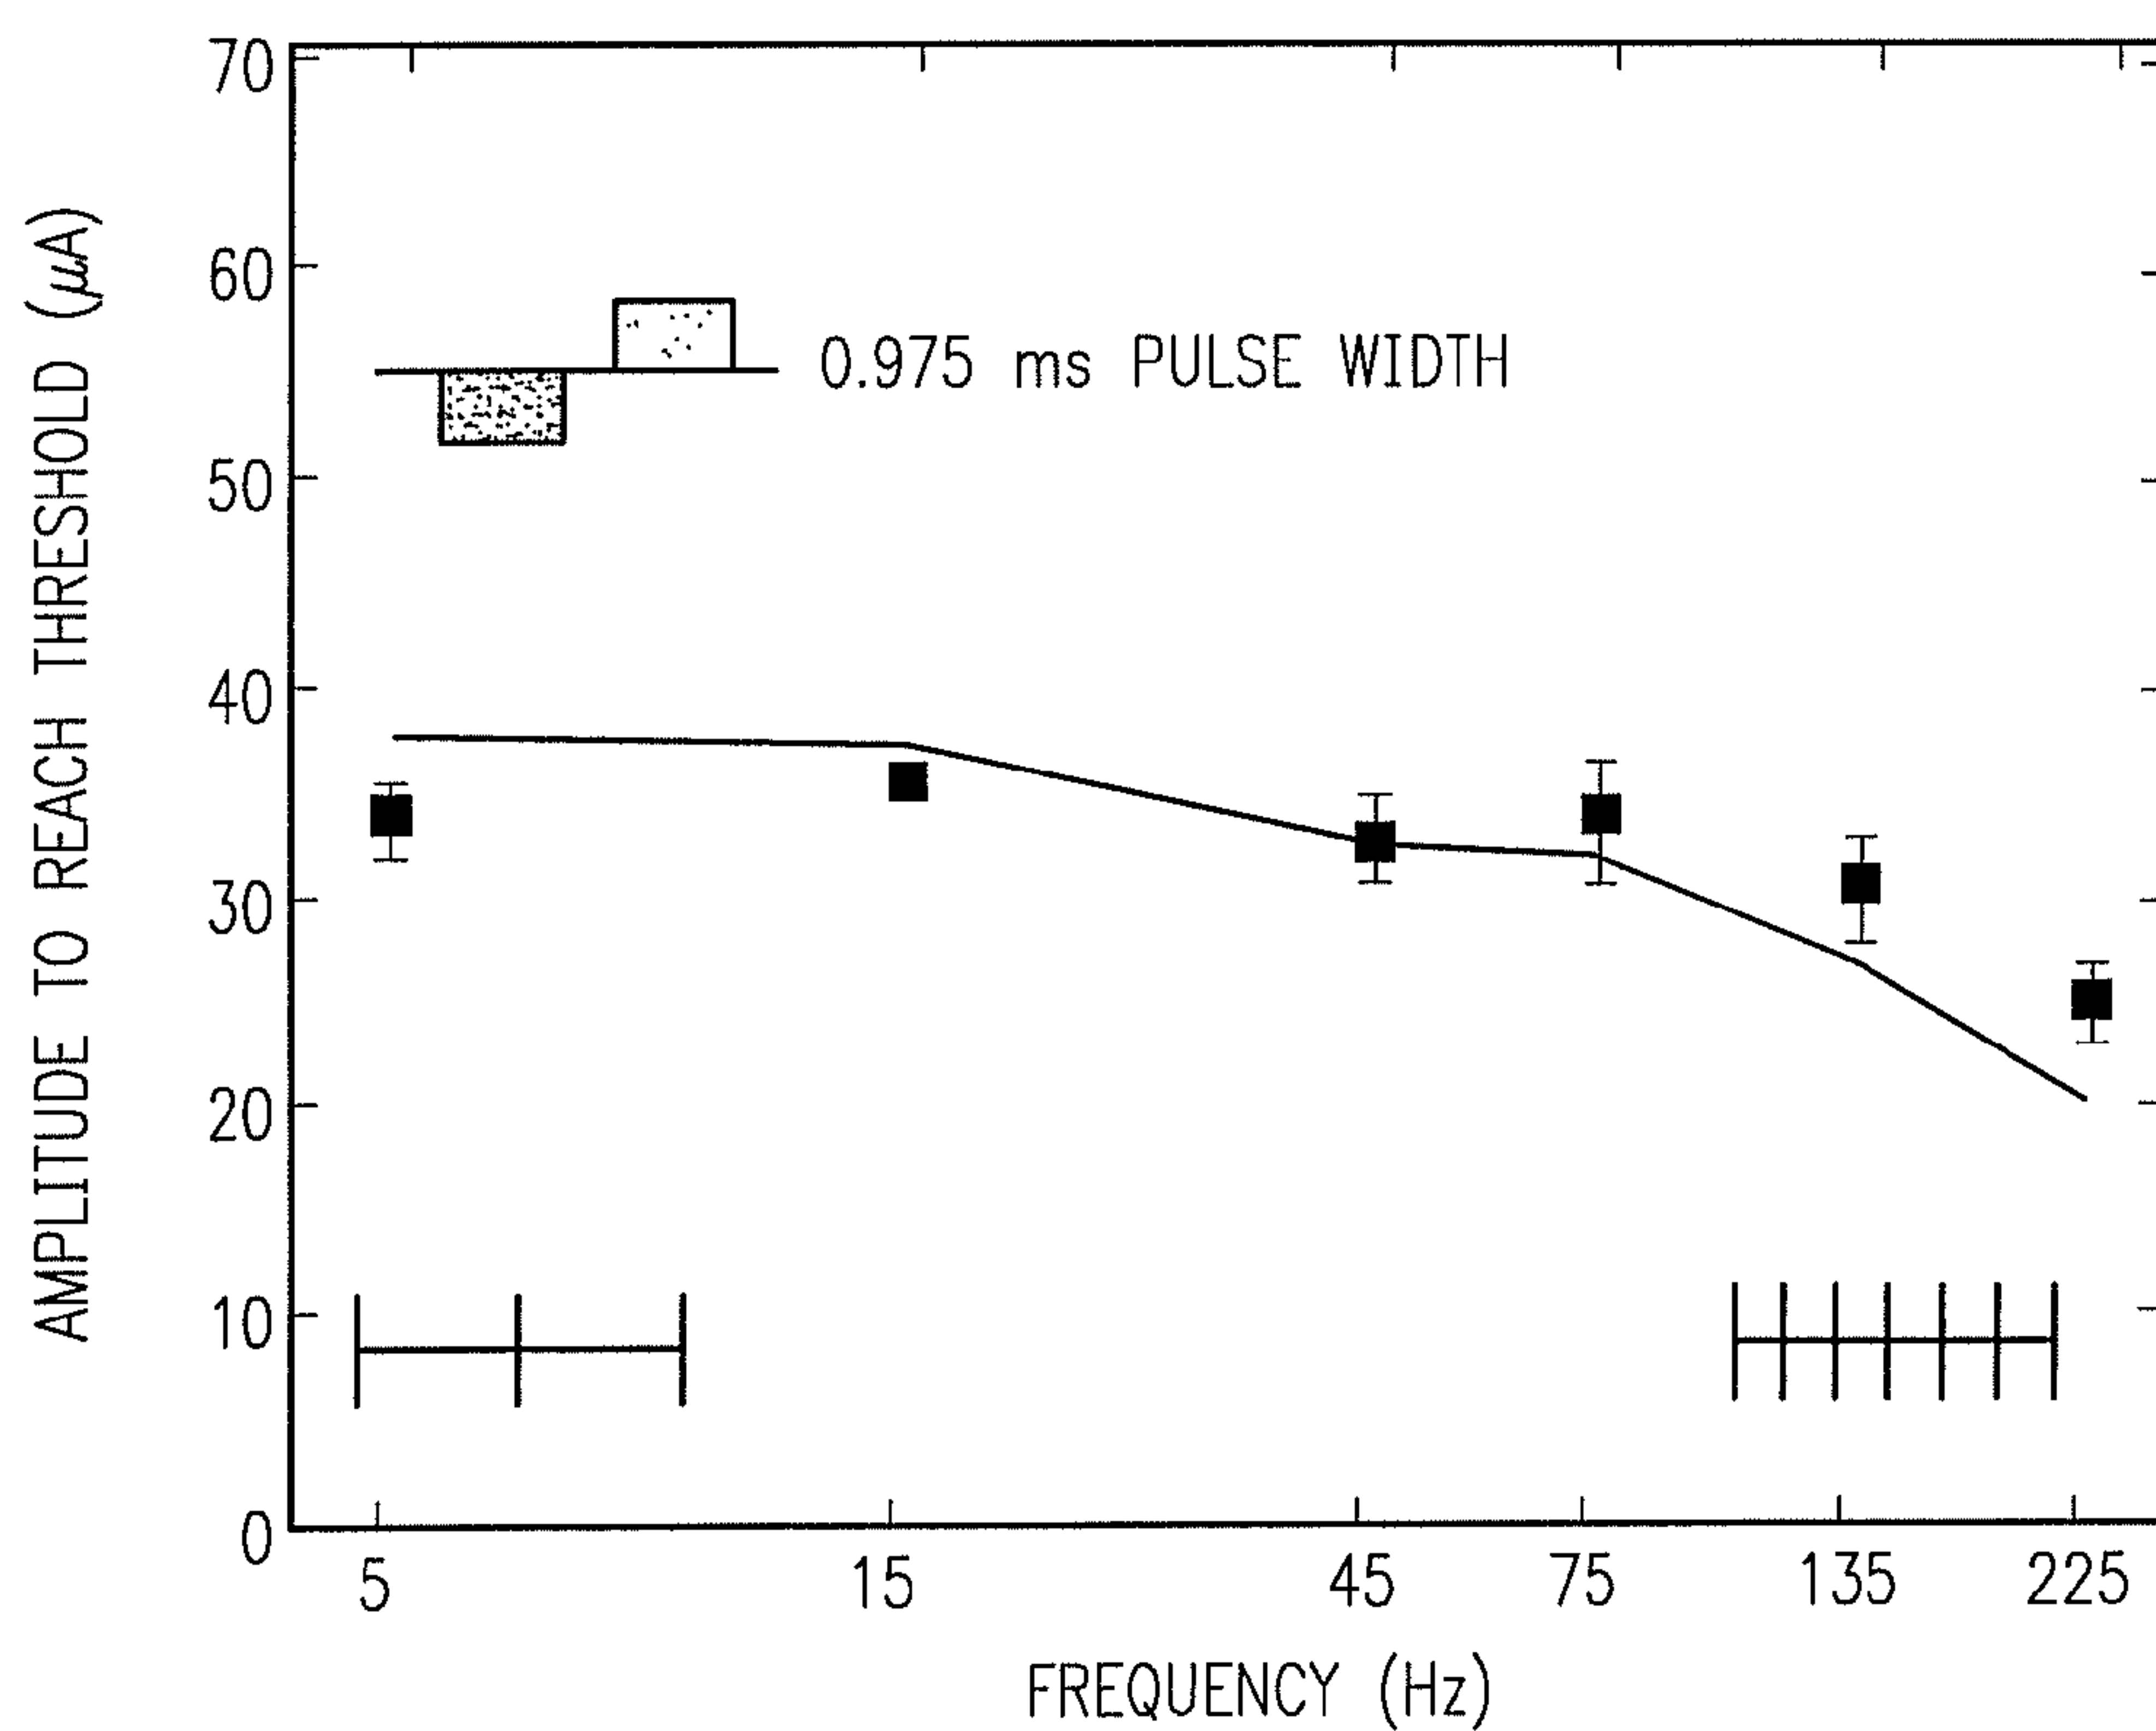 AMPLITUDE TO REACH THRESHOLD (μA)
70
60
50
40
30
20
10
0
0.975 ms PULSE WIDTH
5 15 45 75 135 225
FREQUENCY (Hz)